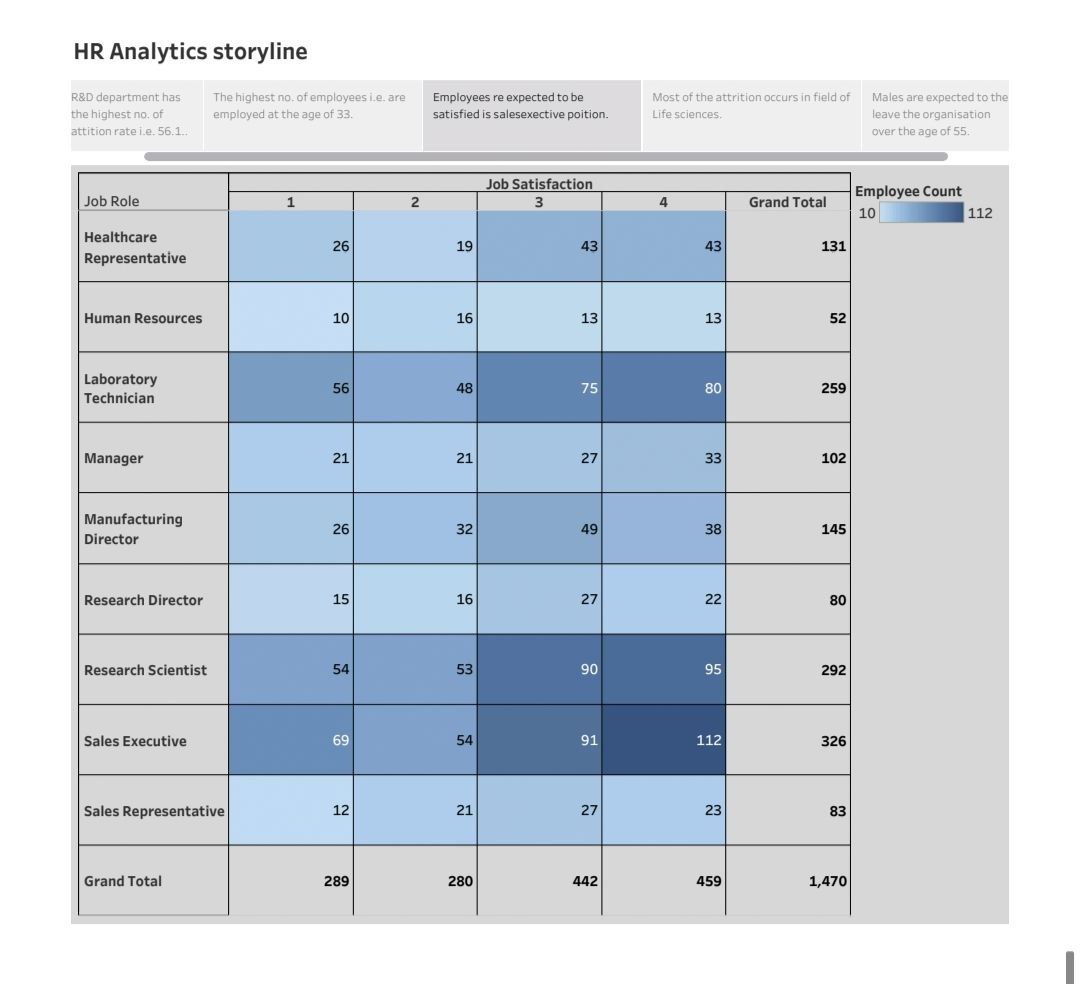 HR Analytics storyline
R&D department has
the highest no. of
attition rate i.e. 56.1..
The highest no. of employees i.e. are
employed at the age of 33.
Employees re expected to be
satisfied is salesexective poition.
Most of the attrition occurs in field of
Life sciences.
Males are expected to the
leave the organisation
over the age of 55.
Job Satisfaction
Job Role 1 2 3 4 Grand Total
Employee Count
10 112
Healthcare
Representative 26 19 43 43 131
Human Resources 10 16 13 13 52
Laboratory
Technician 56 48 75 80 259
Manager 21 21 27 33 102
Manufacturing
Director 26 32 49 38 145
Research Director 15 16 27 22 80
Research Scientist 54 53 90 95 292
Sales Executive 69 54 91 112 326
Sales Representative 12 21 27 23 83
Grand Total 289 280 442 459 1,470